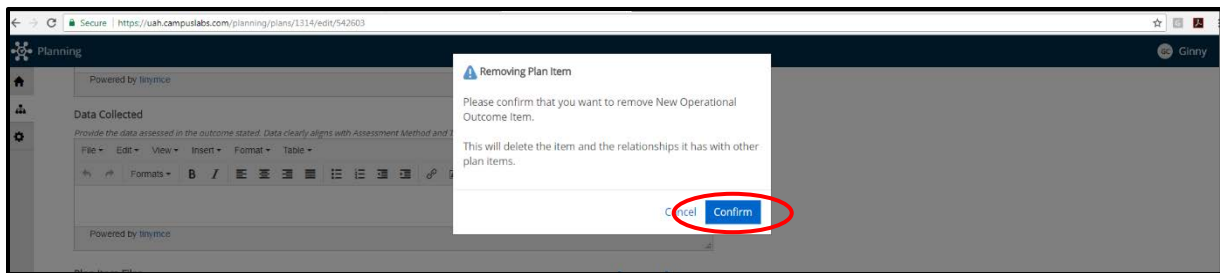 Secure | https://uah.campuslabs.com/planning/plans/1314/edit/542603
Planning
GC Ginny
Powered by tinymce
Removing Plan Item
Please confirm that you want to remove New Operational
Outcome Item.
This will delete the item and the relationships it has with other
plan items.
Cancel Confirm
Data Collected
Provide the data assessed in the outcome stated. Data clearly aligns with Assessment Method and T
File Edit View Insert Format Table
Formats B I
Powered by tinymce